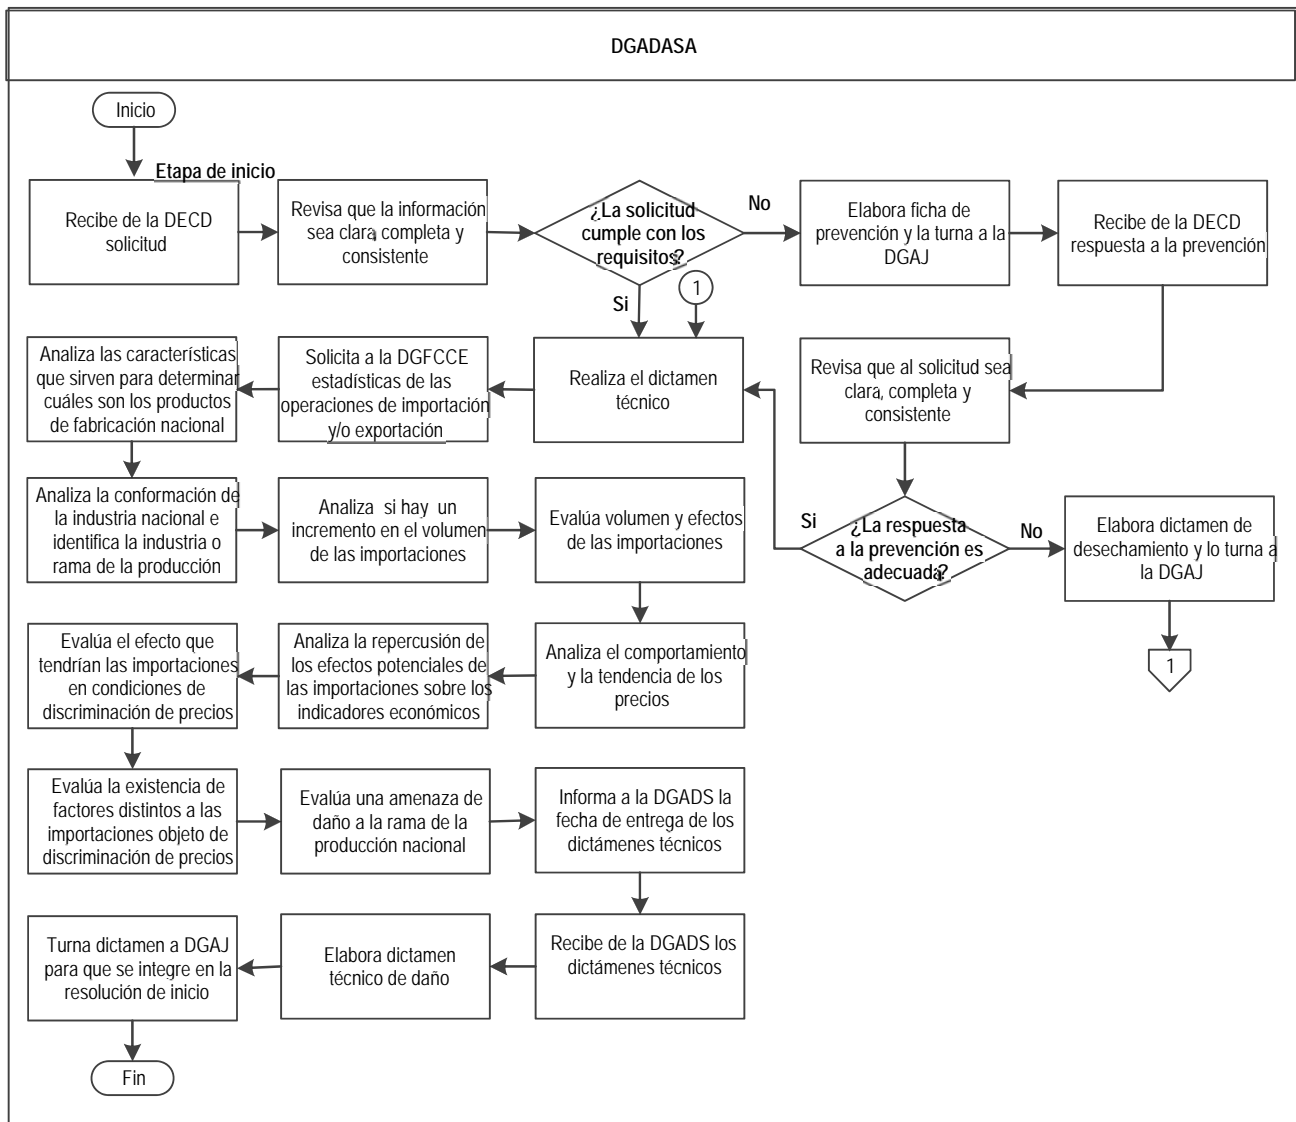 DGADASA
Inicio
Etapa de inicio
Recibe de la DECD
solicitud
Revisa que la información
sea clara, completa y
consistente
¿La solicitud
cumple con los
requisitos?
No
Elabora ficha de
prevención y la turna a la
DGAJ
Recibe de la DECD
respuesta a la prevención
Si
1
Analiza las características
que sirven para determinar
cuáles son los productos
de fabricación nacional
Solicita a la DGFCCE
estadísticas de las
operaciones de importación
y/o exportación
Realiza el dictamen
técnico
Revisa que al solicitud sea
clara, completa y
consistente
Analiza la conformación de
la industria nacional e
identifica la industria o
rama de la producción
Analiza si hay un
incremento en el volumen
de las importaciones
Evalúa volumen y efectos
de las importaciones
Si
¿La respuesta
a la prevención es
adecuada?
No
Elabora dictamen de
desechamiento y lo turna a
la DGAJ
Evalúa el efecto que
tendrían las importaciones
en condiciones de
discriminación de precios
Analiza la repercusión de
los efectos potenciales de
las importaciones sobre los
indicadores económicos
Analiza el comportamiento
y la tendencia de los
precios
1
Evalúa la existencia de
factores distintos a las
importaciones objeto de
discriminación de precios
Evalúa una amenaza de
daño a la rama de la
producción nacional
Informa a la DGADS la
fecha de entrega de los
dictámenes técnicos
Turna dictamen a DGAJ
para que se integre en la
resolución de inicio
Elabora dictamen
técnico de daño
Recibe de la DGADS los
dictámenes técnicos
Fin